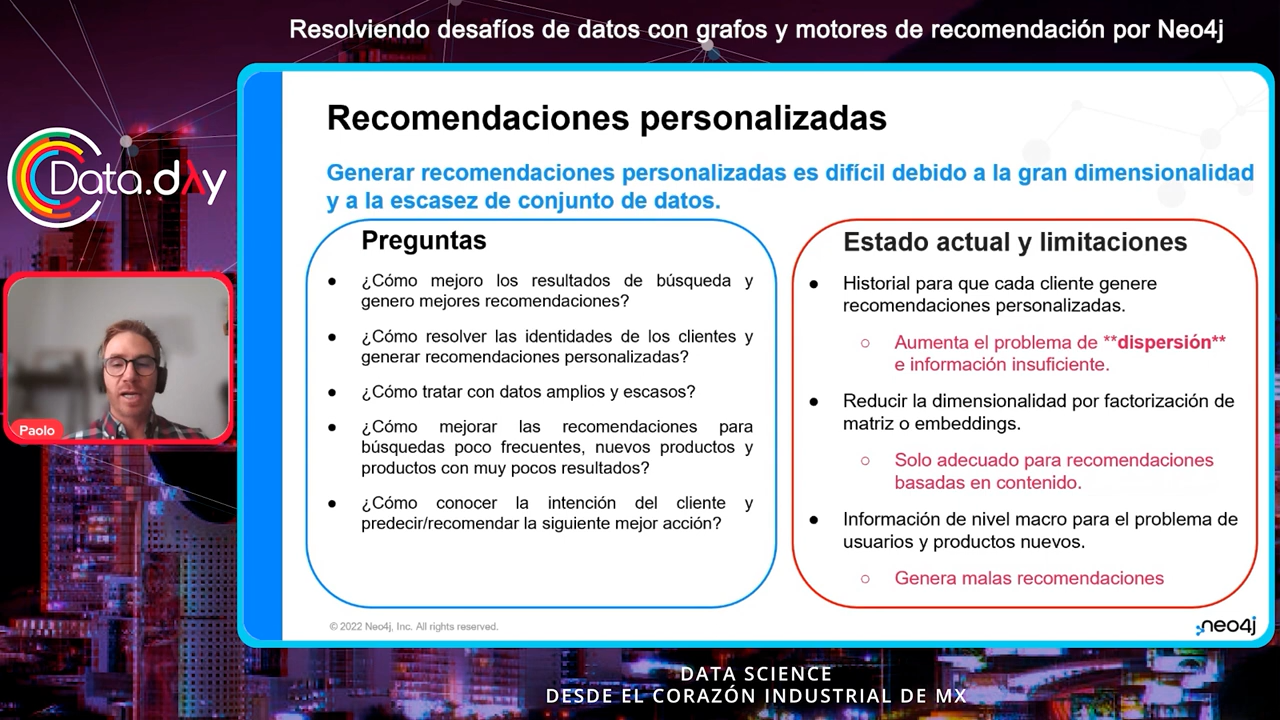 Resolviendo desafíos de datos con grafos y motores de recomendación por Neo4j
Data.day
Paolo
Recomendaciones personalizadas
Generar recomendaciones personalizadas es difícil debido a la gran dimensionalidad
y a la escasez de conjunto de datos.
Preguntas
● ¿Cómo mejoro los resultados de búsqueda y
genero mejores recomendaciones?
● ¿Cómo resolver las identidades de los clientes y
generar recomendaciones personalizadas?
● ¿Cómo tratar con datos amplios y escasos?
● ¿Cómo mejorar las recomendaciones para
búsquedas poco frecuentes, nuevos productos y
productos con muy pocos resultados?
● ¿Cómo conocer la intención del cliente y
predecir/recomendar la siguiente mejor acción?
Estado actual y limitaciones
● Historial para que cada cliente genere
recomendaciones personalizadas.
○ Aumenta el problema de **dispersión**
e información insuficiente.
● Reducir la dimensionalidad por factorización de
matriz o embeddings.
○ Solo adecuado para recomendaciones
basadas en contenido.
● Información de nivel macro para el problema de
usuarios y productos nuevos.
○ Genera malas recomendaciones
© 2022 Neo4j, Inc. All rights reserved.
neo4j
DATA SCIENCE
DESDE EL CORAZÓN INDUSTRIAL DE MX